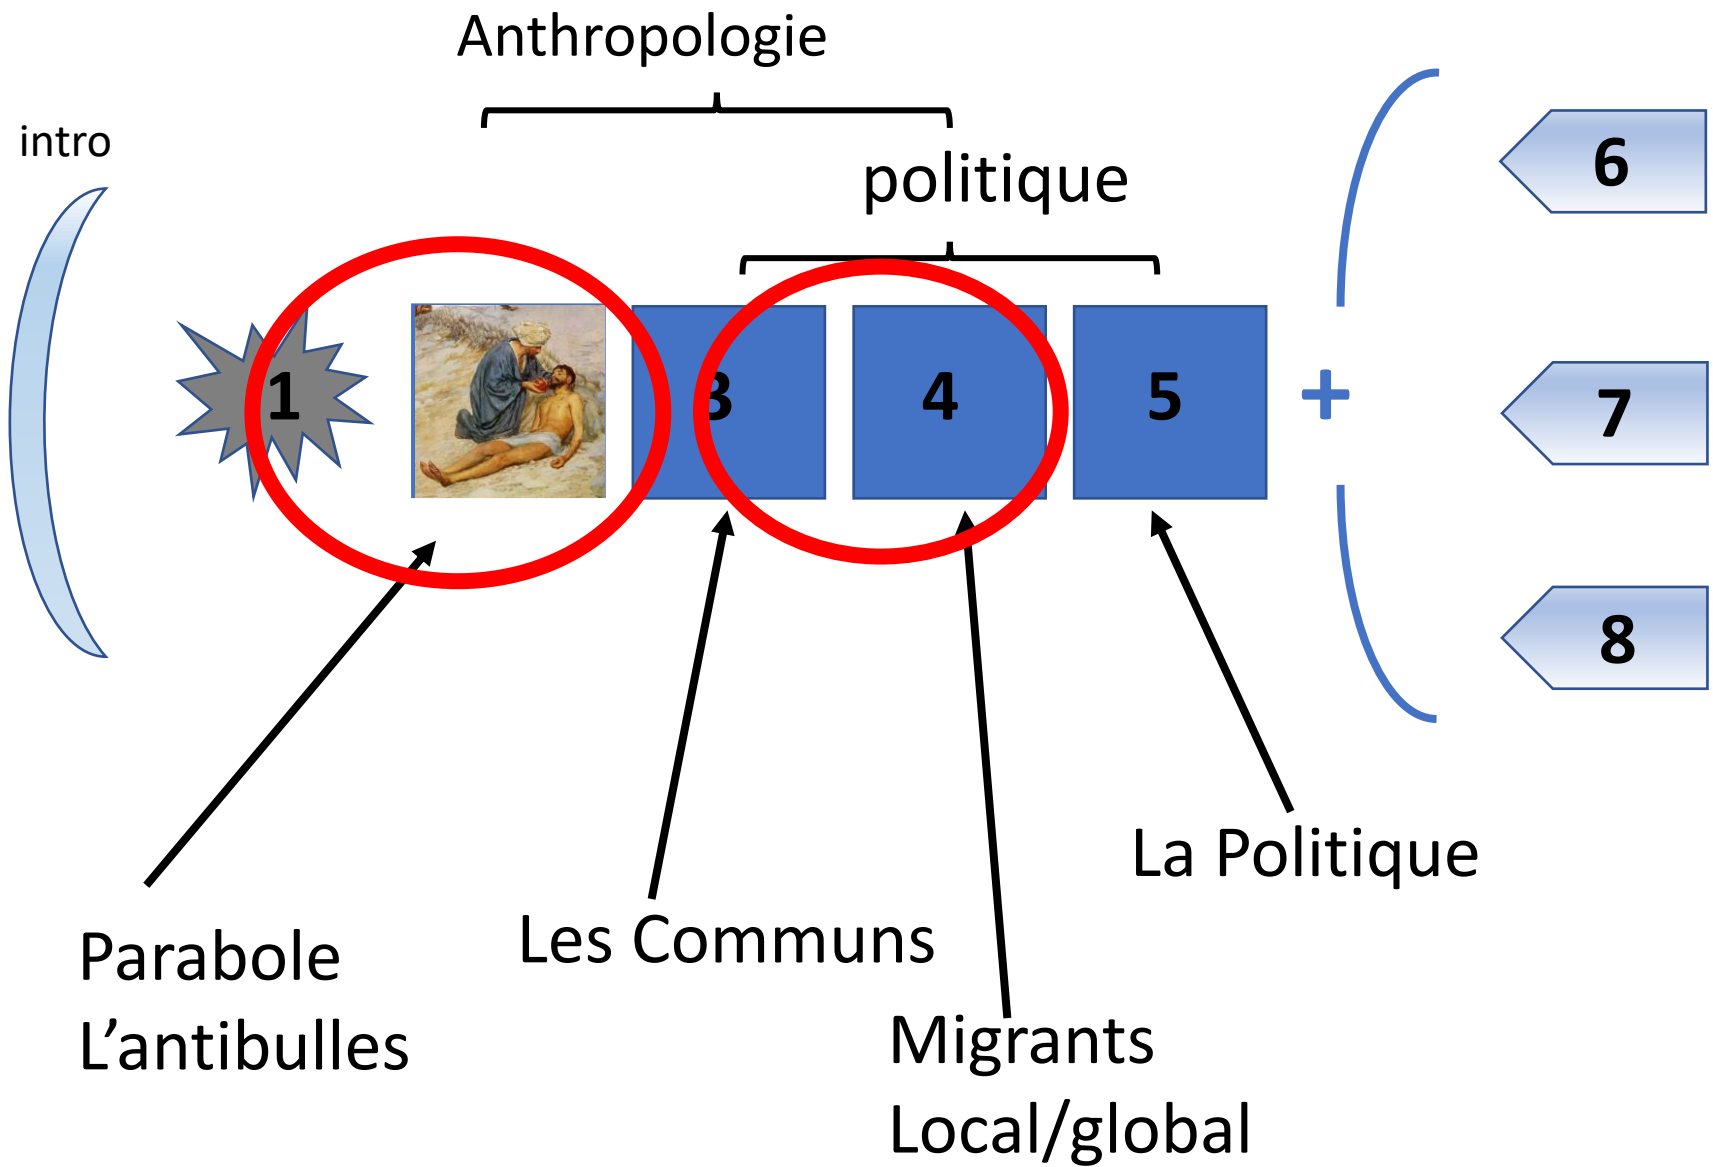 Anthropologie
intro
politique
6
1
3
4
5
+
7
8
La Politique
Les Communs
Parabole
L’antibulles
Migrants
Local/global